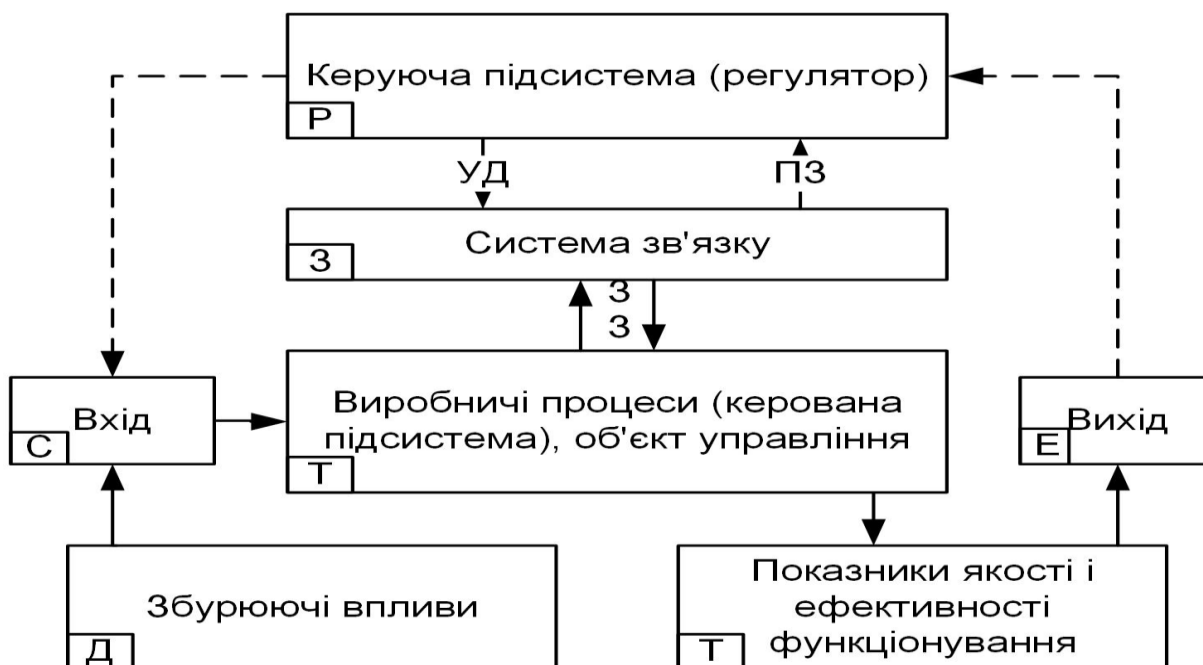 Керуюча підсистема (регулятор)
Р
УД
ПЗ
Система зв'язку
З
З
З
Вхід
С
Виробничі процеси (керована
підсистема), об'єкт управління
Т
Вихід
Е
Збурюючі впливи
Д
Показники якості і
ефективності
функціонування
Т